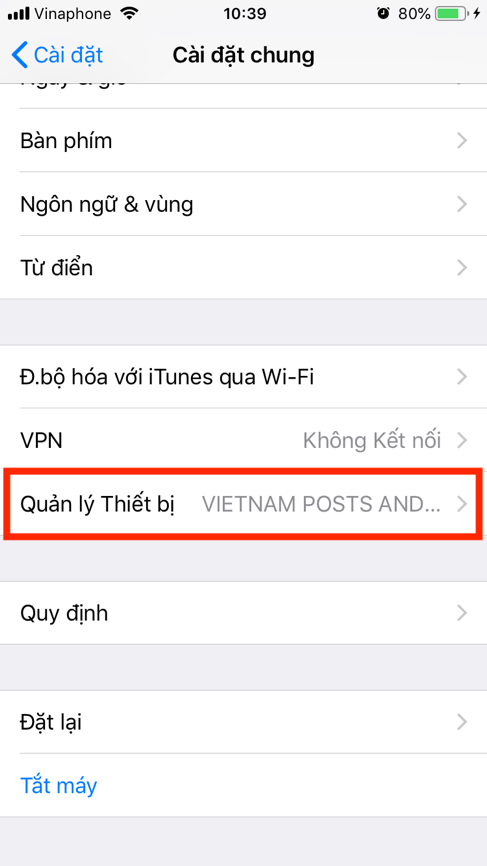 Vinaphone 10:39 80%
Cài đặt Cài đặt chung
Bàn phím
Ngôn ngữ & vùng
Từ điển
Đ.bộ hóa với iTunes qua Wi-Fi
VPN Không Kết nối
Quản lý Thiết bị VIETNAM POSTS AND...
Quy định
Đặt lại
Tắt máy